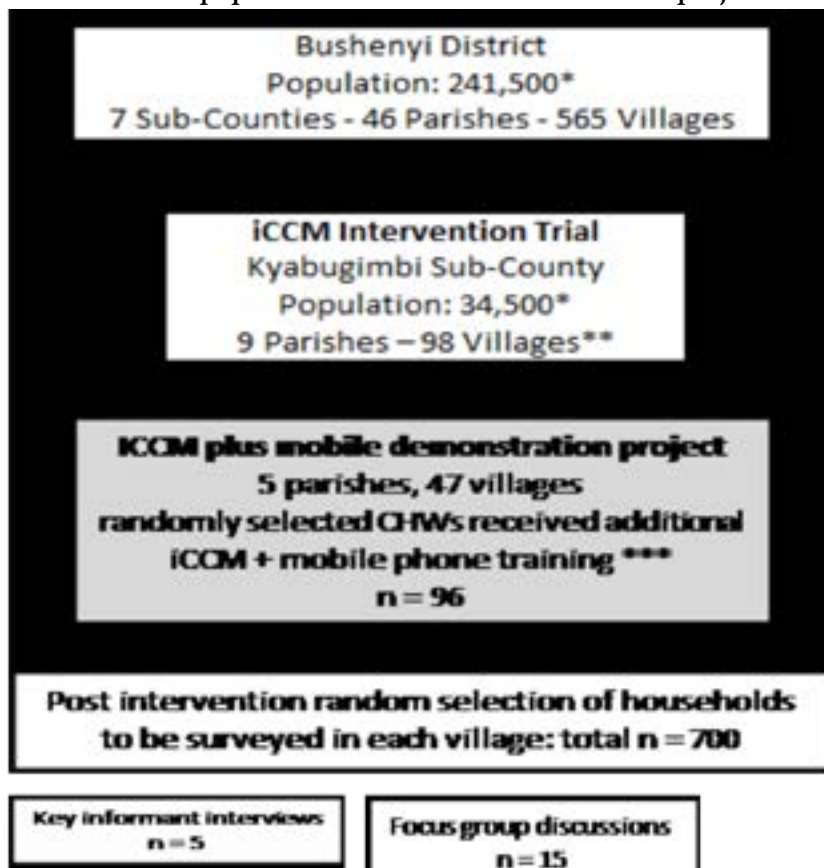 Bushenyi District
Population: 241,500*
7 Sub-Counties - 46 Parishes - 565 Villages
iCCM Intervention Trial
Kyabugimbi Sub-County
Population: 34,500*
9 Parishes – 98 Villages**
iCCM plus mobile demonstration project
5 parishes, 47 villages
randomly selected CHWs received additional
iCCM + mobile phone training ***
n = 96
Post intervention random selection of households
to be surveyed in each village: total n = 700
Key informant interviews
n = 5
Focus group discussions
n = 15